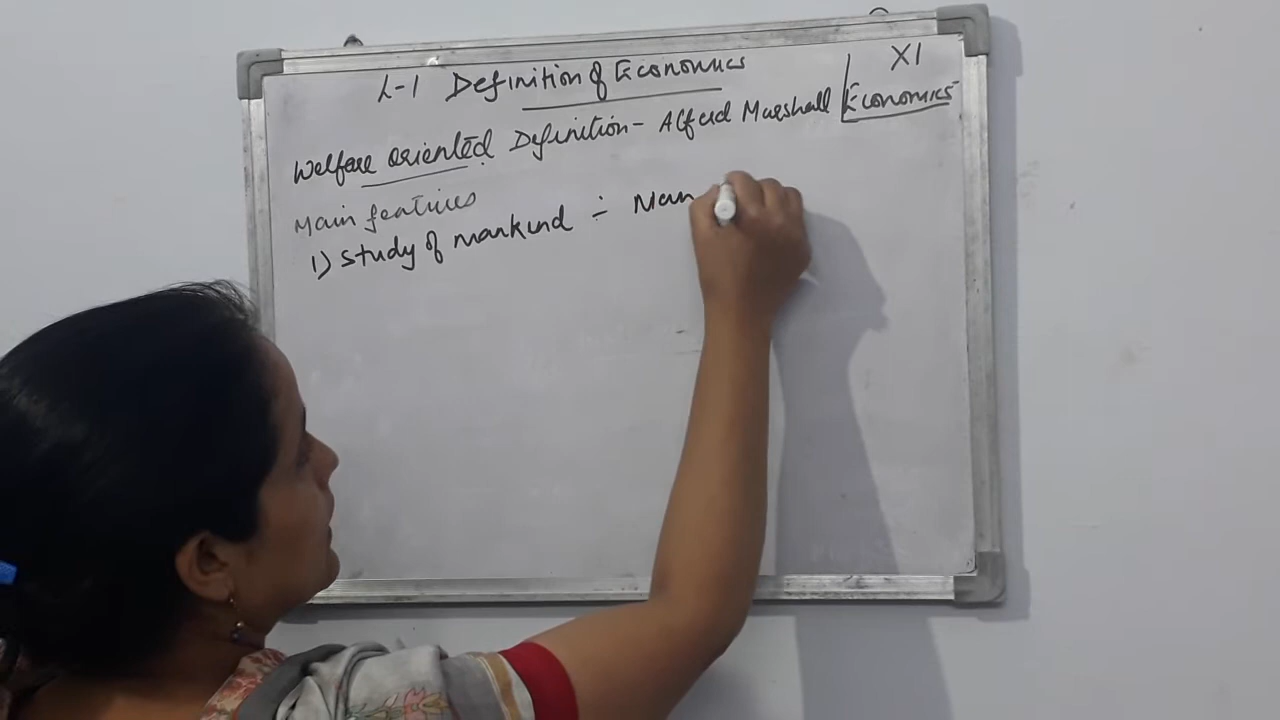 L-1 Definition of Economics
XI
Economics
Welfare oriented Definition - Alfred Marshall
Main features
1) Study of mankind ÷ Man